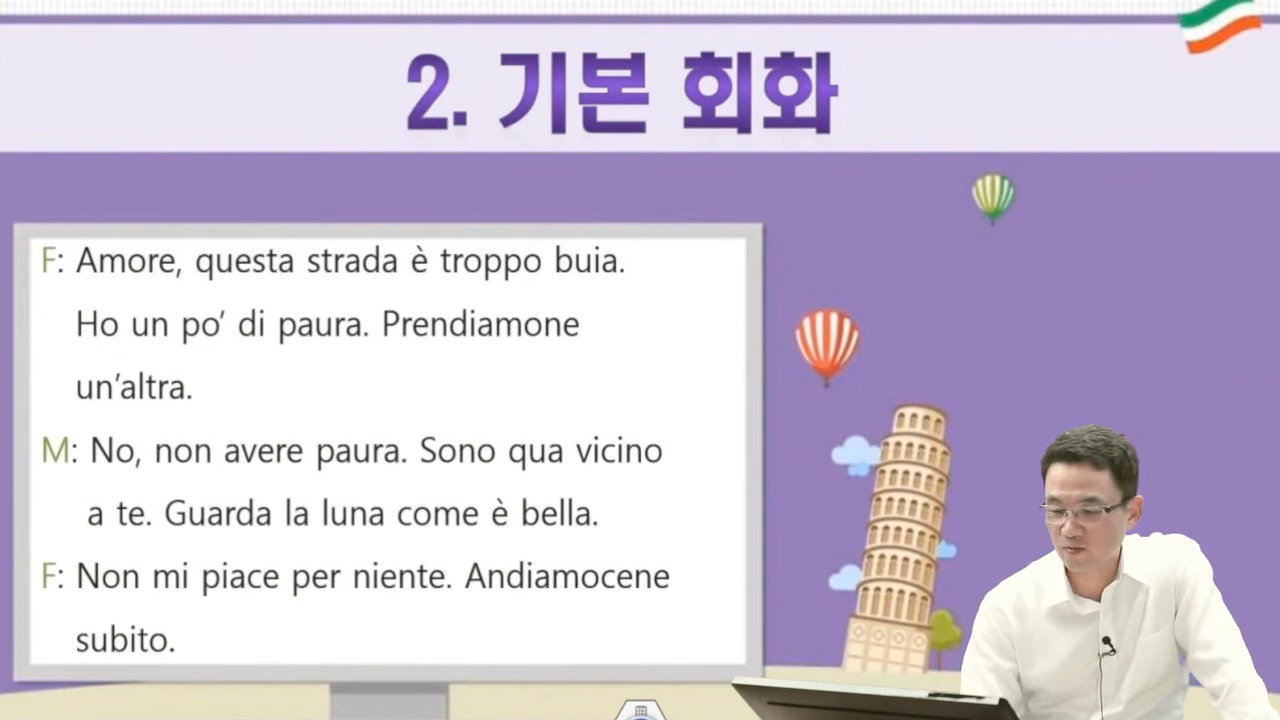 2. 기본 회화
F: Amore, questa strada è troppo buia.
Ho un po’ di paura. Prendiamone
un’altra.
M: No, non avere paura. Sono qua vicino
a te. Guarda la luna come è bella.
F: Non mi piace per niente. Andiamocene
subito.